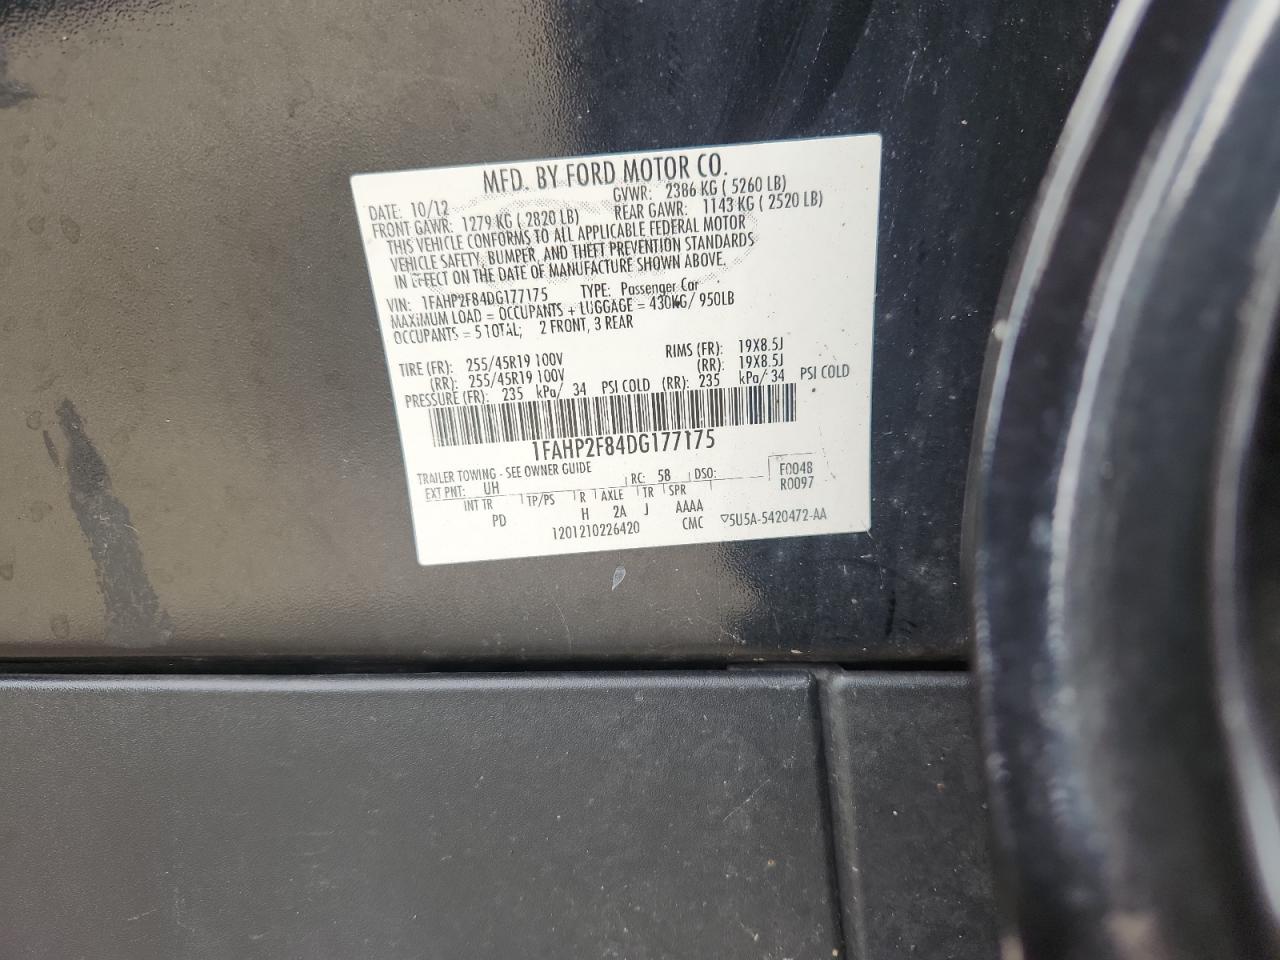 MFD. BY FORD MOTOR CO.
DATE: 10/12 GVWR: 2386 KG ( 5260 LB)
FRONT GAWR: 1279 KG ( 2820 LB) REAR GAWR: 1143 KG ( 2520 LB)
THIS VEHICLE CONFORMS TO ALL APPLICABLE FEDERAL MOTOR
VEHICLE SAFETY, BUMPER, AND THEFT PREVENTION STANDARDS
IN EFFECT ON THE DATE OF MANUFACTURE SHOWN ABOVE.
VIN: 1FAHP2F84DG177175 TYPE: Passenger Car
MAXIMUM LOAD = OCCUPANTS + LUGGAGE = 430KG/ 950LB
OCCUPANTS = 5 TOTAL; 2 FRONT, 3 REAR
TIRE (FR): 255/45R19 100V RIMS (FR): 19X8.5J
(RR): 255/45R19 100V (RR): 19X8.5J
PRESSURE (FR): 235 kPa/ 34 PSI COLD (RR): 235 kPa/ 34 PSI COLD
1FAHP2F84DG177175
TRAILER TOWING - SEE OWNER GUIDE
EXT PNT: UH RC: 58 DSO: F0048
R0097
INT TR TP/PS R AXLE TR SPR
PD H 2A J AAAA
1201210226420 CMC ▽5U5A-5420472-AA